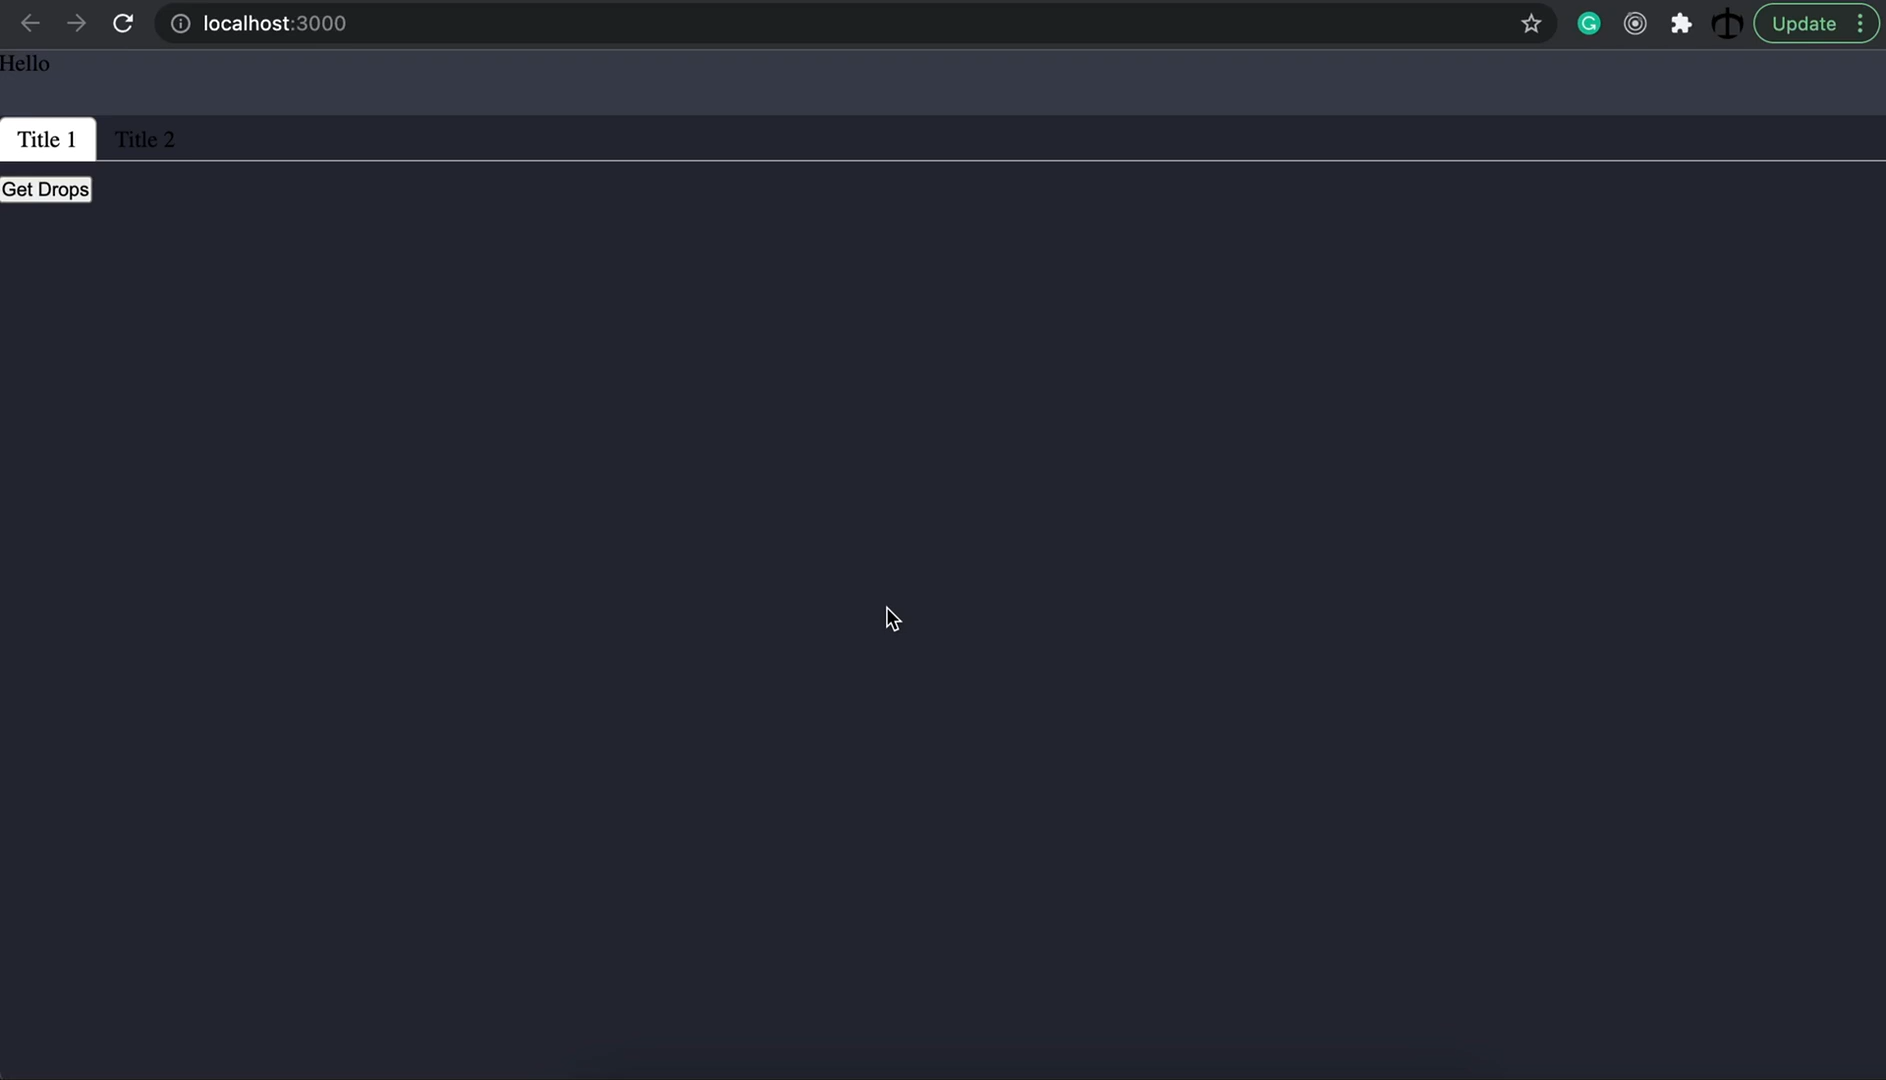 localhost:3000
Update
Hello
Title 1 Title 2
Get Drops